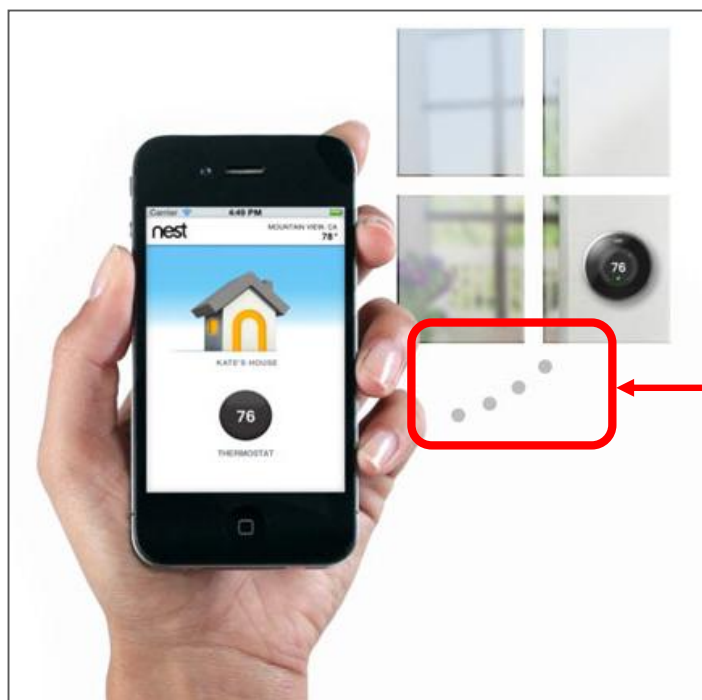 Carrier 4:49 PM
nest
MOUNTAIN VIEW, CA
78°
KATE'S HOUSE
76
THERMOSTAT
76